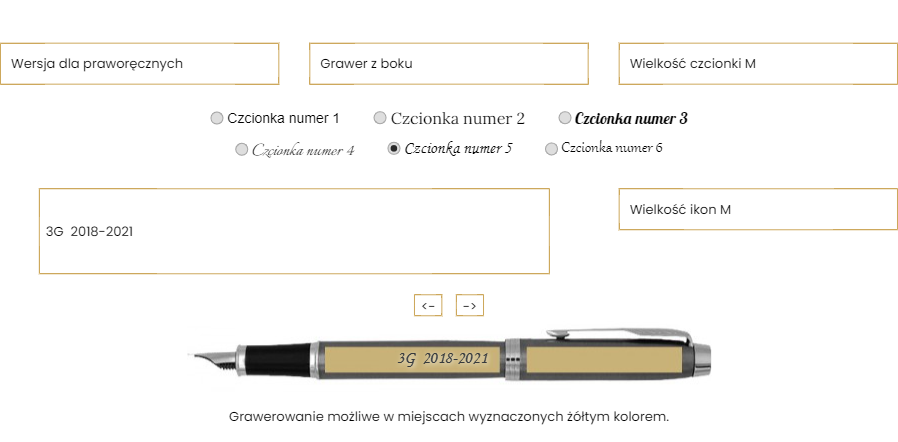 Wersja dla praworęcznych Grawer z boku Wielkość czcionki M
Czcionka numer 1 Czcionka numer 2 Czcionka numer 3
Czcionka numer 4 Czcionka numer 5 Czcionka numer 6
3G 2018-2021 Wielkość ikon M
<- ->
3G 2018-2021
Grawerowanie możliwe w miejscach wyznaczonych żółtym kolorem.